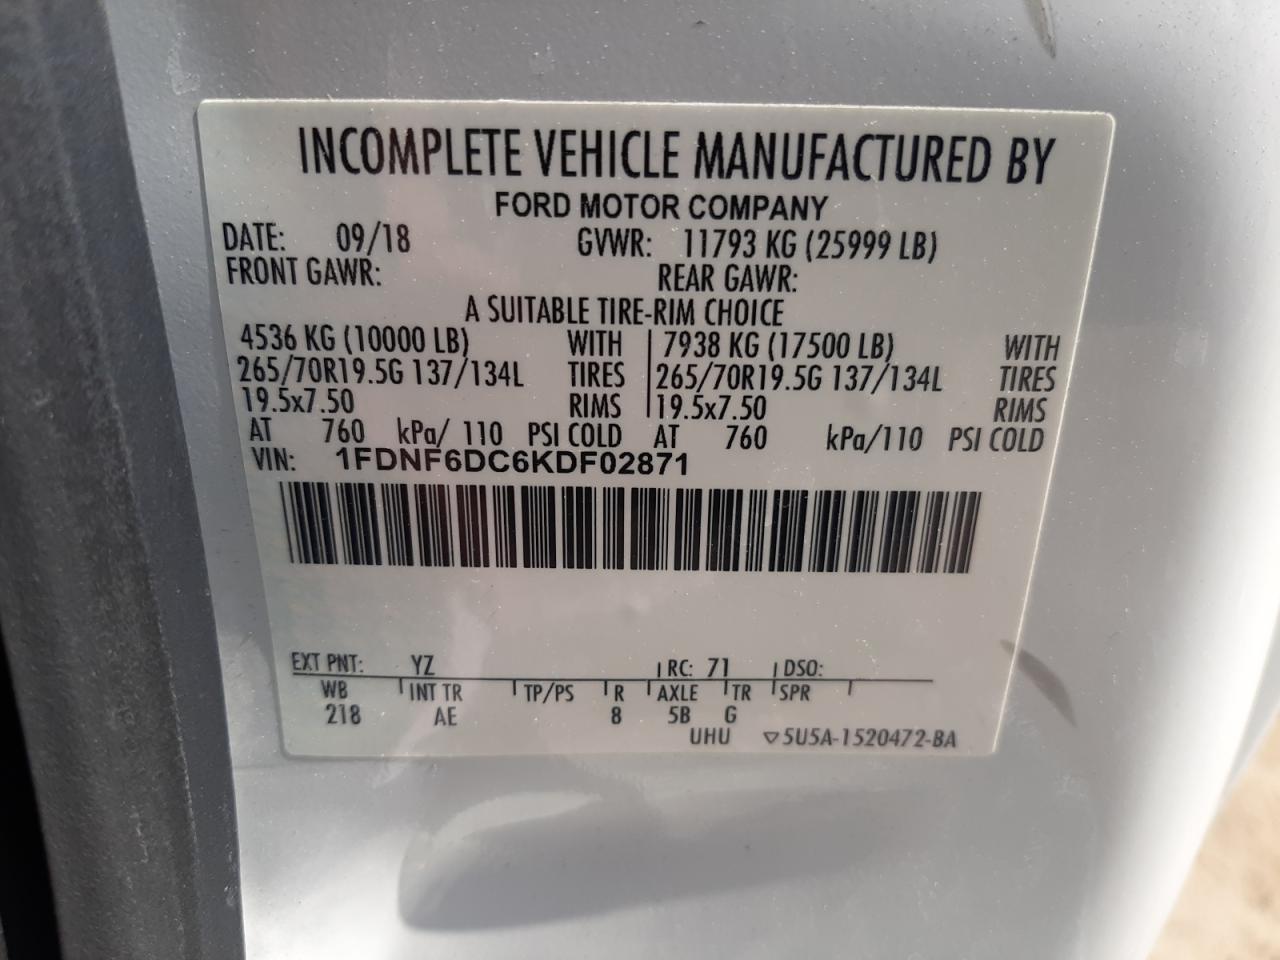 INCOMPLETE VEHICLE MANUFACTURED BY
FORD MOTOR COMPANY
DATE: 09/18 GVWR: 11793 KG (25999 LB)
FRONT GAWR: REAR GAWR:
A SUITABLE TIRE-RIM CHOICE
4536 KG (10000 LB) WITH 7938 KG (17500 LB) WITH
265/70R19.5G 137/134L TIRES 265/70R19.5G 137/134L TIRES
19.5x7.50 RIMS 19.5x7.50 RIMS
AT 760 kPa/ 110 PSI COLD AT 760 kPa/110 PSI COLD
VIN: 1FDNF6DC6KDF02871
EXT PNT: YZ RC: 71 DSO:
WB INT TR TP/PS R AXLE TR SPR
218 AE 8 5B G
UHU ▽5U5A-1520472-BA